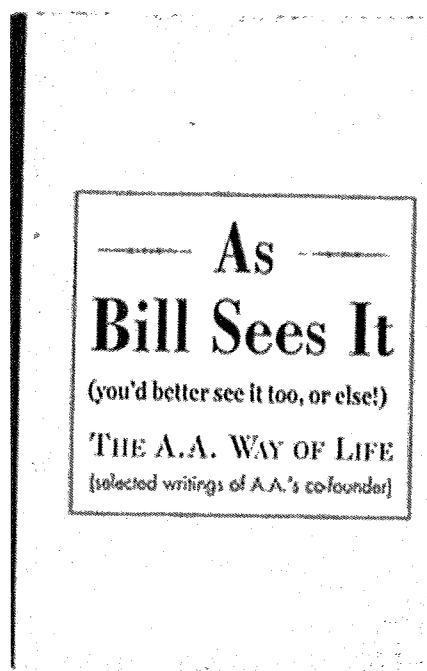 As
Bill Sees It
(you'd better see it too, or else!)
THE A.A. WAY OF LIFE
[selected writings of A.A.'s co-founder]